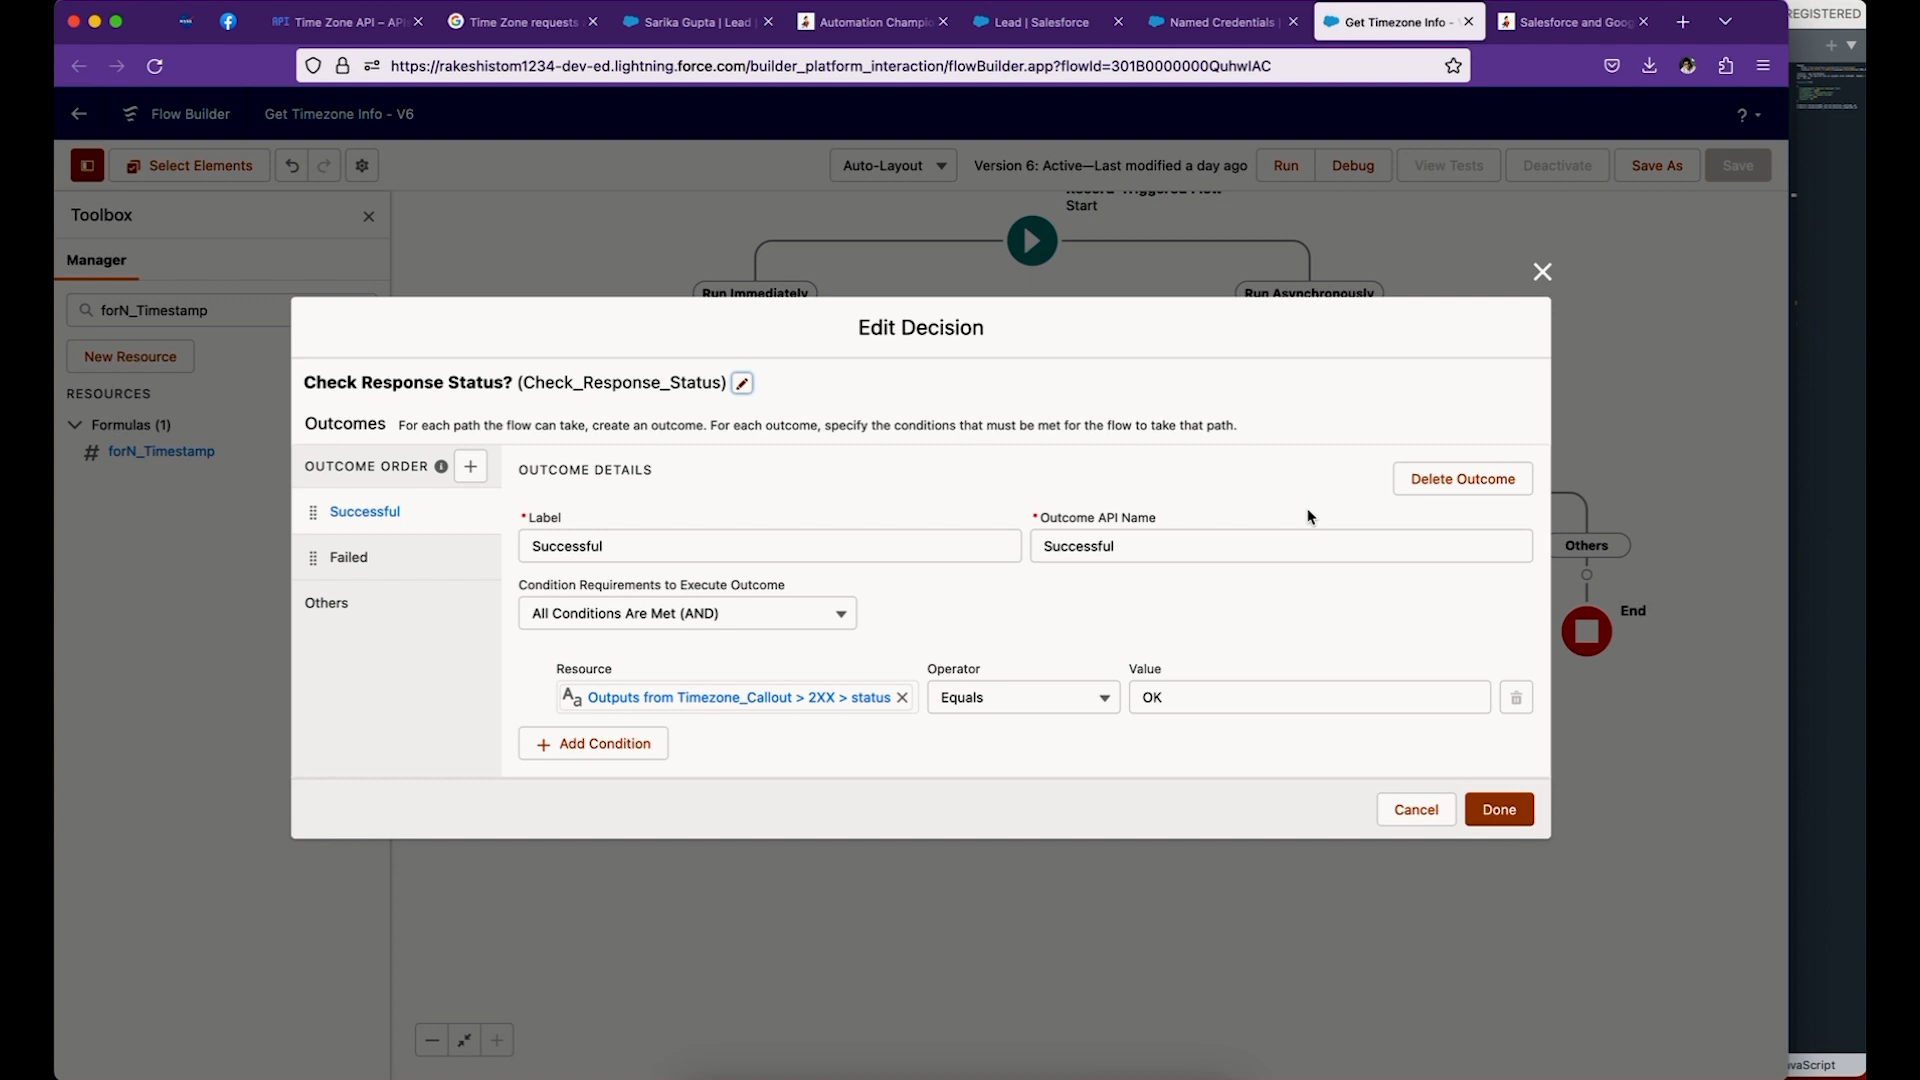 API Time Zone API – API
Time Zone requests
Sarika Gupta | Lead |
Automation Champio
Lead | Salesforce
Named Credentials |
Get Timezone Info -
Salesforce and Goog
REGISTERED
https://rakeshistom1234-dev-ed.lightning.force.com/builder_platform_interaction/flowBuilder.app?flowId=301B0000000QuhwIAC
Flow Builder
Get Timezone Info - V6
?
Select Elements
Auto-Layout
Version 6: Active—Last modified a day ago
Run
Debug
View Tests
Deactivate
Save As
Save
Toolbox
Record-Triggered Flow
Start
Manager
forN_Timestamp
Run Immediately
Run Asynchronously
New Resource
RESOURCES
Formulas (1)
forN_Timestamp
Edit Decision
Check Response Status? (Check_Response_Status)
Outcomes For each path the flow can take, create an outcome. For each outcome, specify the conditions that must be met for the flow to take that path.
OUTCOME ORDER
OUTCOME DETAILS
Delete Outcome
Successful
Failed
Others
* Label
* Outcome API Name
Successful
Successful
Condition Requirements to Execute Outcome
All Conditions Are Met (AND)
Resource
Operator
Value
Aa Outputs from Timezone_Callout > 2XX > status
Equals
OK
+ Add Condition
Cancel
Done
Others
End
vaScript